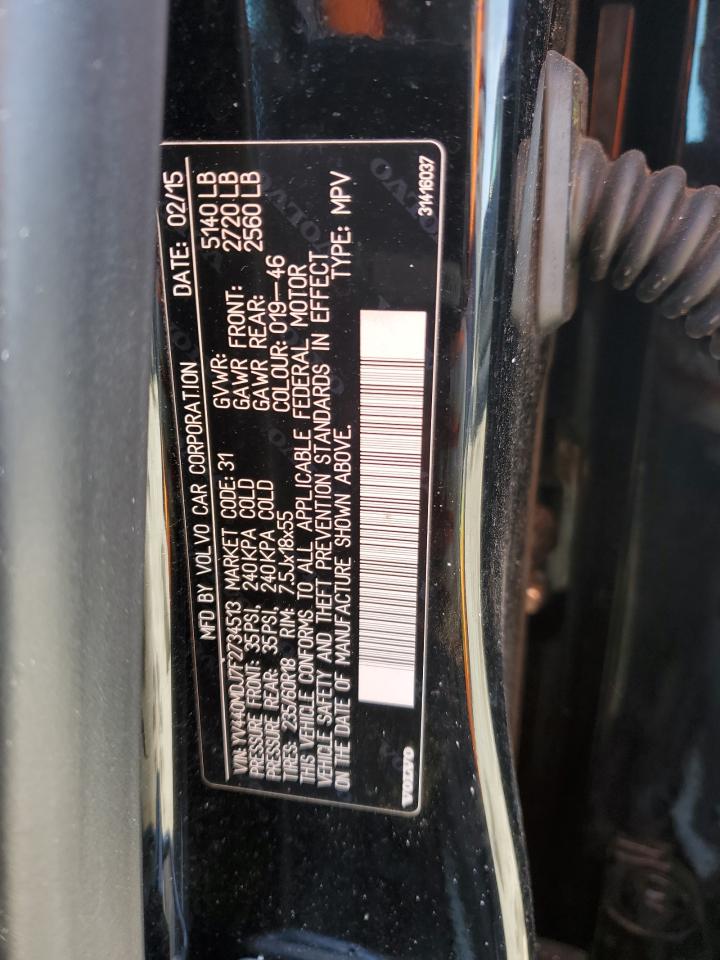 MFD BY VOLVO CAR CORPORATION DATE: 02/15
VIN: YV440MDJ7F2734513 MARKET CODE: 31 GVWR: 5140 LB
PRESSURE FRONT: 35PSI, 240KPA COLD GAWR FRONT: 2720 LB
PRESSURE REAR: 35PSI, 240KPA COLD GAWR REAR: 2560 LB
TIRES: 235/60R18 RIM: 7.5Jx18x55 COLOUR: 019—46
THIS VEHICLE CONFORMS TO ALL APPLICABLE FEDERAL MOTOR
VEHICLE SAFETY AND THEFT PREVENTION STANDARDS IN EFFECT
ON THE DATE OF MANUFACTURE SHOWN ABOVE. TYPE: MPV
VOLVO 31416037